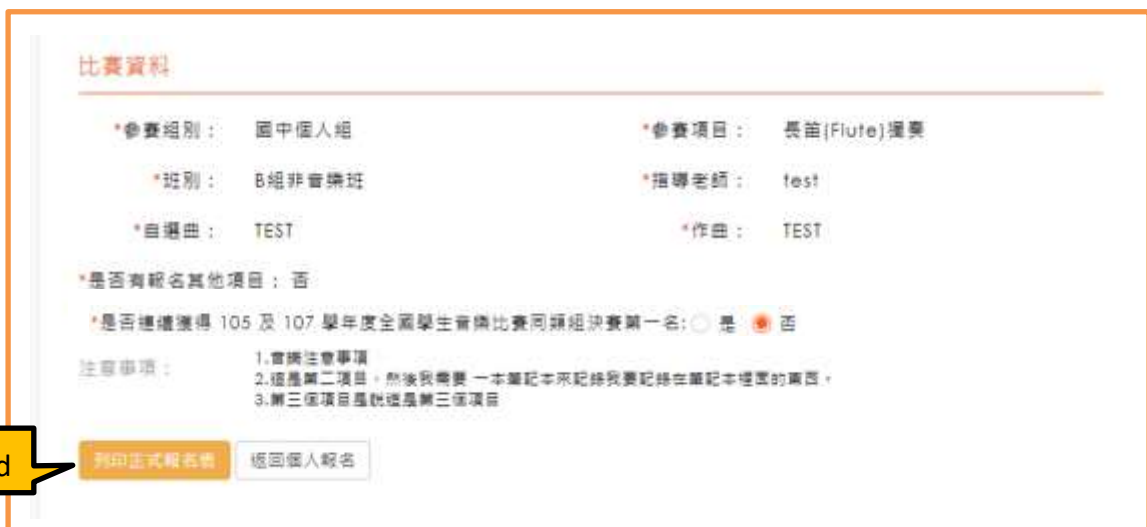 比賽資料
*參賽組別： 國中個人組 *參賽項目： 長笛(Flute)獨奏
*班別： B組非音樂班 *指導老師： test
*自選曲： TEST *作曲： TEST
*是否有報名其他項目： 否
*是否連續獲得 105 及 107 學年度全國學生音樂比賽同類組決賽第一名: 是 否
注意事項：
1.音樂注意事項
2.這是第二項目，然後我需要 一本筆記本來記錄我要記錄在筆記本裡面的東西。
3.第三個項目是說這是第三個項目
d
列印正式報名表 返回個人報名